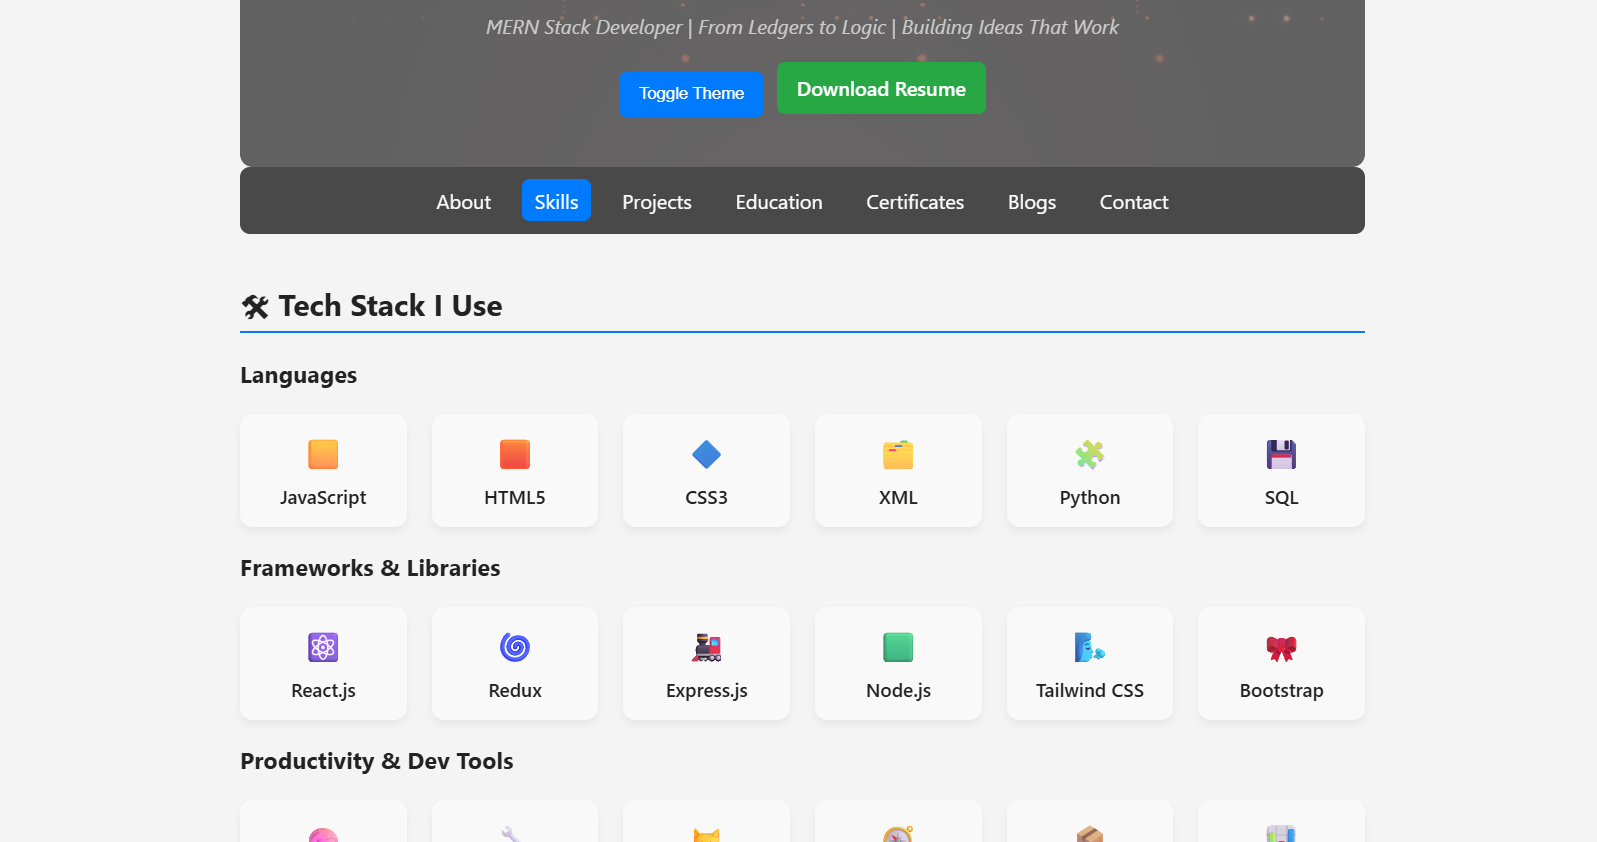 MERN Stack Developer | From Ledgers to Logic | Building Ideas That Work
Toggle Theme Download Resume
About Skills Projects Education Certificates Blogs Contact
🛠 Tech Stack I Use
Languages
JavaScript HTML5 CSS3 XML Python SQL
Frameworks & Libraries
React.js Redux Express.js Node.js Tailwind CSS Bootstrap
Productivity & Dev Tools